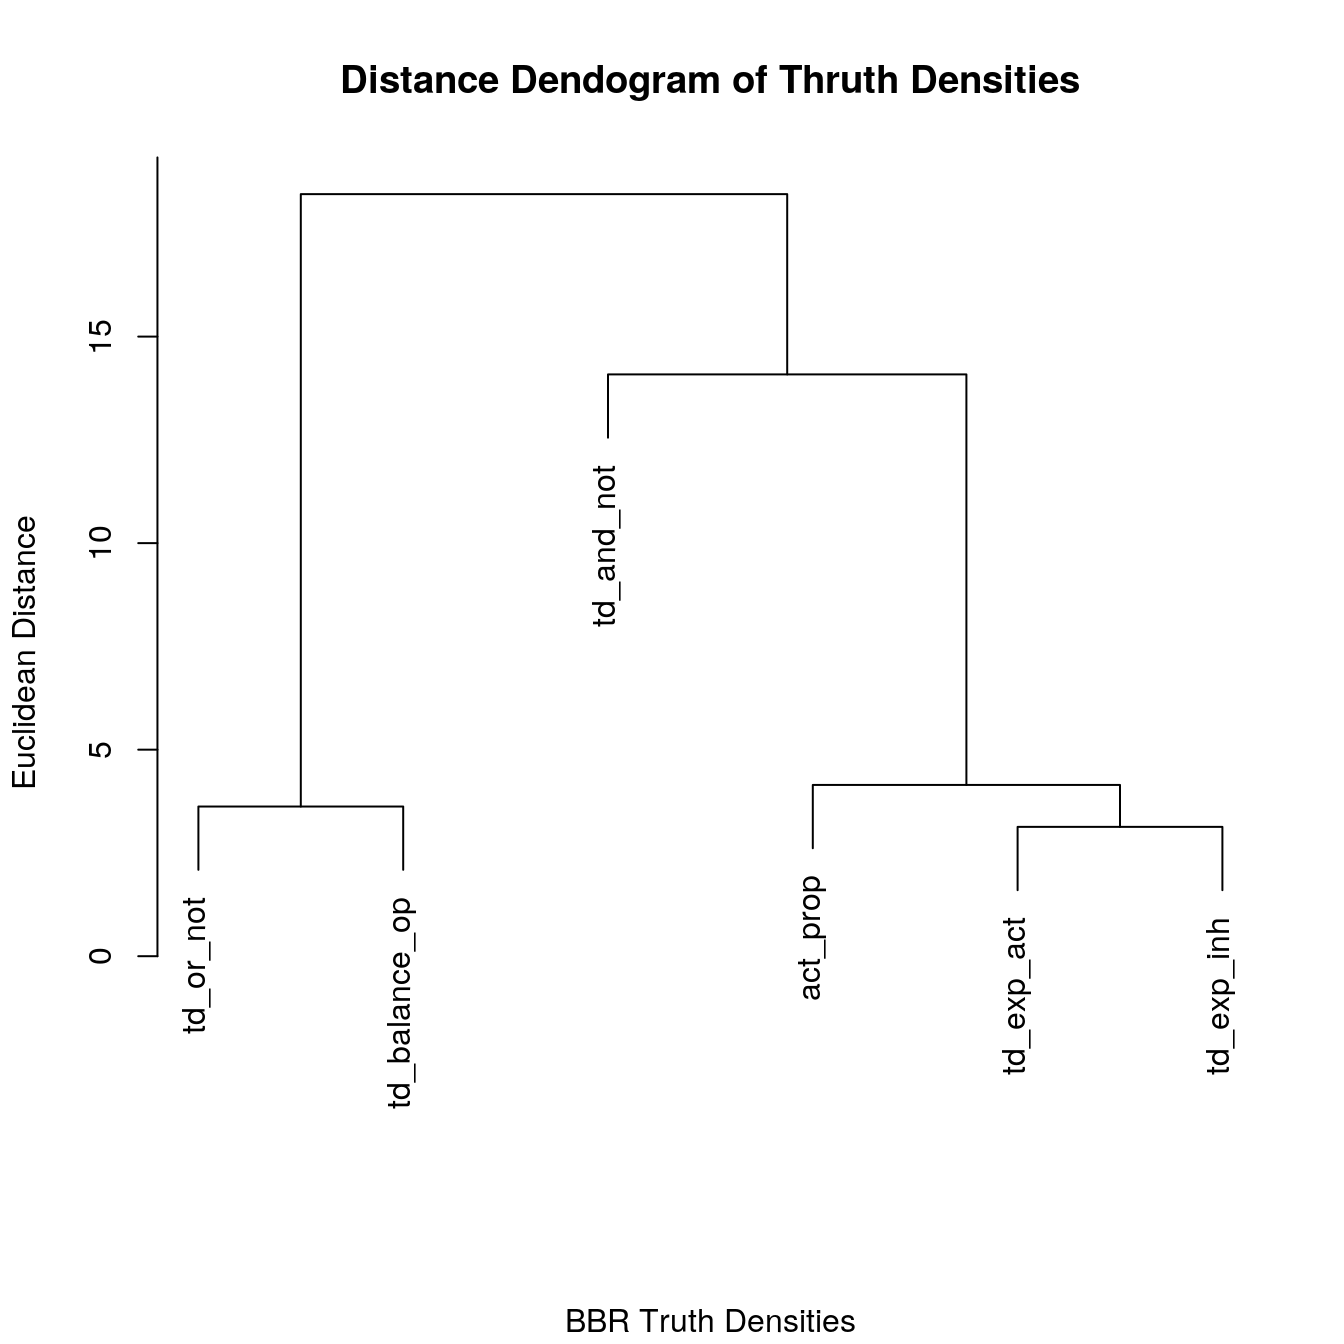 Distance Dendogram of Thruth Densities
Euclidean Distance
15
10
5
0
td_or_not
td_balance_op
td_and_not
act_prop
td_exp_act
td_exp_inh
BBR Truth Densities